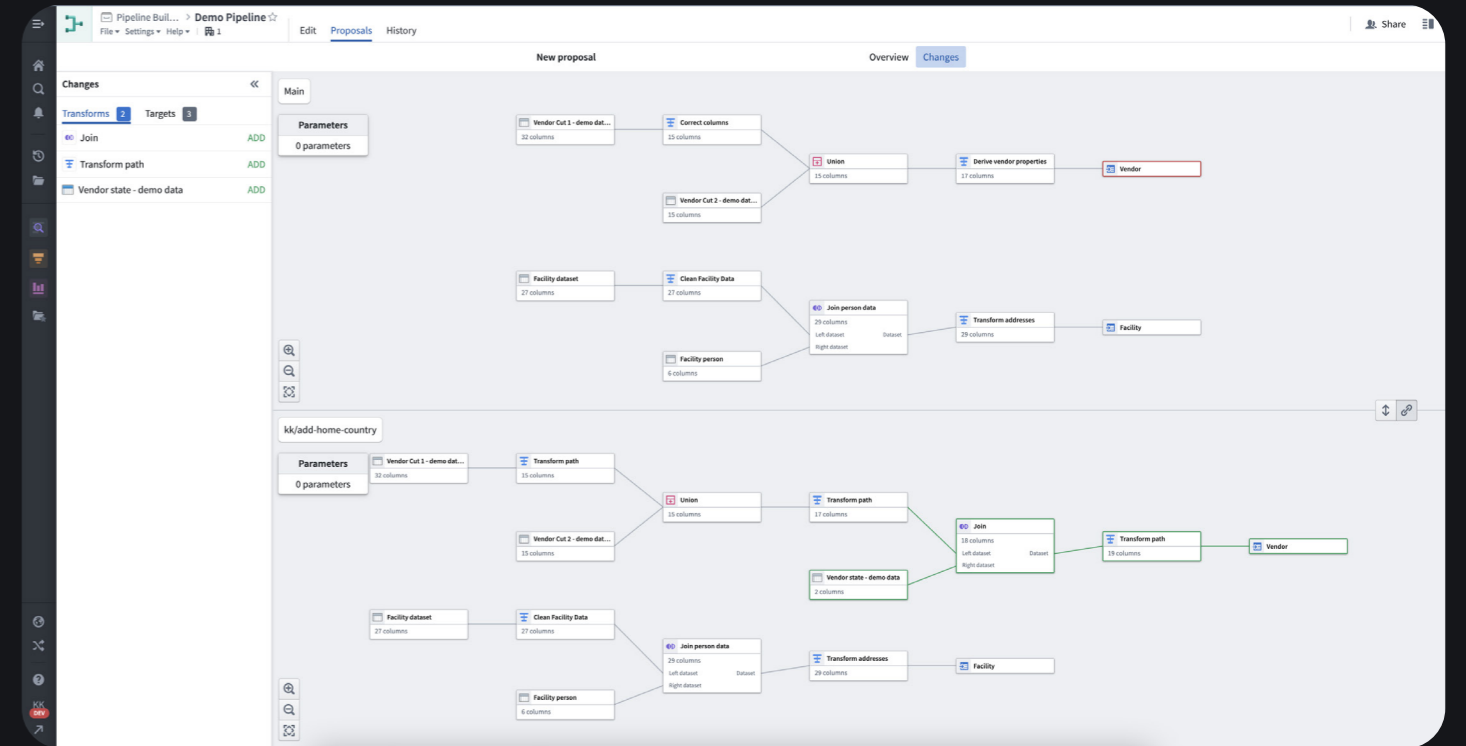 Pipeline Buil... > Demo Pipeline
File Settings Help 1
Edit Proposals History
Share
New proposal
Overview Changes
Changes
Transforms 2 Targets 3
Join ADD
Transform path ADD
Vendor state - demo data ADD
Main
Parameters
0 parameters
Vendor Cut 1 - demo dat...
32 columns
Correct columns
15 columns
Vendor Cut 2 - demo dat...
15 columns
Union
15 columns
Derive vendor properties
17 columns
Vendor
Facility dataset
27 columns
Clean Facility Data
27 columns
Facility person
6 columns
Join person data
29 columns
Left dataset Dataset
Right dataset
Transform addresses
29 columns
Facility
kk/add-home-country
Parameters
0 parameters
Vendor Cut 1 - demo dat...
32 columns
Transform path
15 columns
Vendor Cut 2 - demo dat...
15 columns
Union
15 columns
Transform path
17 columns
Vendor state - demo data
2 columns
Join
18 columns
Left dataset Dataset
Right dataset
Transform path
19 columns
Vendor
Facility dataset
27 columns
Clean Facility Data
27 columns
Facility person
6 columns
Join person data
29 columns
Left dataset Dataset
Right dataset
Transform addresses
29 columns
Facility
KK
DEV